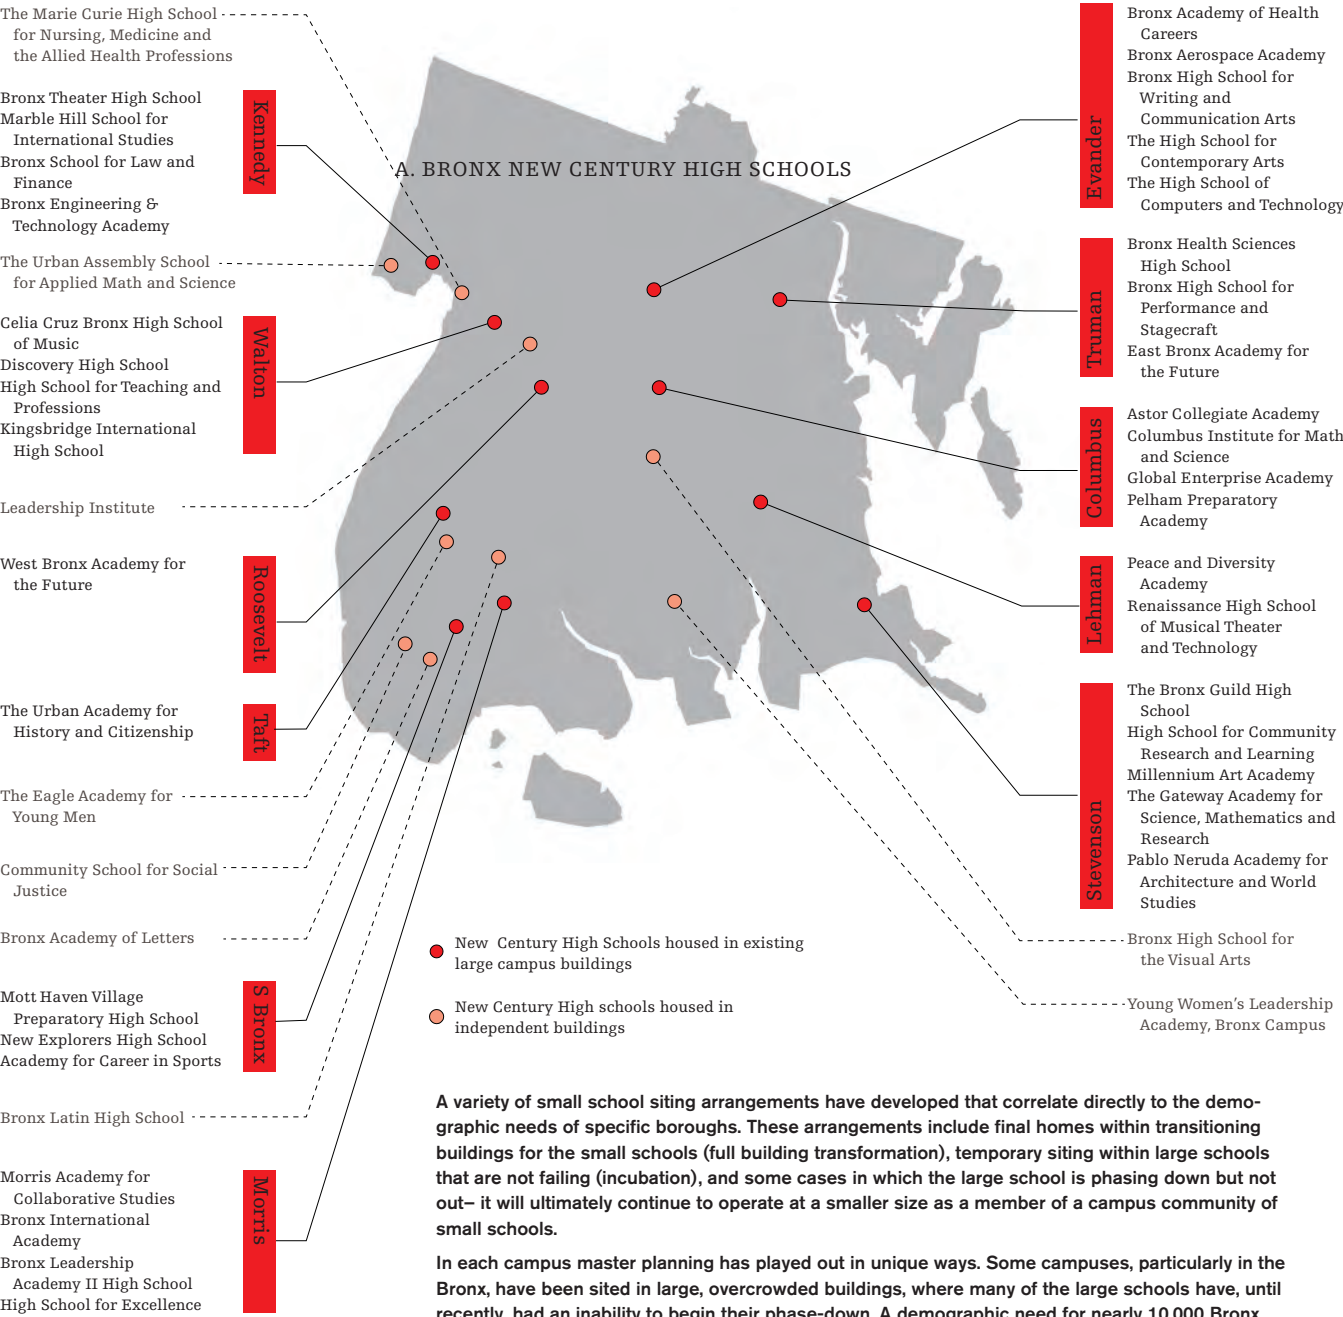 The Marie Curie High School
for Nursing, Medicine and
the Allied Health Professions
Kennedy
Bronx Theater High School
Marble Hill School for
International Studies
Bronx School for Law and
Finance
Bronx Engineering &
Technology Academy
The Urban Assembly School
for Applied Math and Science
Walton
Celia Cruz Bronx High School
of Music
Discovery High School
High School for Teaching and
Professions
Kingsbridge International
High School
Leadership Institute
Roosevelt
West Bronx Academy for
the Future
Taft
The Urban Academy for
History and Citizenship
The Eagle Academy for
Young Men
Community School for Social
Justice
Bronx Academy of Letters
S Bronx
Mott Haven Village
Preparatory High School
New Explorers High School
Academy for Career in Sports
Bronx Latin High School
Morris
Morris Academy for
Collaborative Studies
Bronx International
Academy
Bronx Leadership
Academy II High School
High School for Excellence
A. BRONX NEW CENTURY HIGH SCHOOLS
Evander
Bronx Academy of Health
Careers
Bronx Aerospace Academy
Bronx High School for
Writing and
Communication Arts
The High School for
Contemporary Arts
The High School of
Computers and Technology
Truman
Bronx Health Sciences
High School
Bronx High School for
Performance and
Stagecraft
East Bronx Academy for
the Future
Columbus
Astor Collegiate Academy
Columbus Institute for Math
and Science
Global Enterprise Academy
Pelham Preparatory
Academy
Lehman
Peace and Diversity
Academy
Renaissance High School
of Musical Theater
and Technology
Stevenson
The Bronx Guild High
School
High School for Community
Research and Learning
Millennium Art Academy
The Gateway Academy for
Science, Mathematics and
Research
Pablo Neruda Academy for
Architecture and World
Studies
Bronx High School for
the Visual Arts
Young Women's Leadership
Academy, Bronx Campus
New Century High Schools housed in existing
large campus buildings
New Century High schools housed in
independent buildings
A variety of small school siting arrangements have developed that correlate directly to the demo-
graphic needs of specific boroughs. These arrangements include final homes within transitioning
buildings for the small schools (full building transformation), temporary siting within large schools
that are not failing (incubation), and some cases in which the large school is phasing down but not
out– it will ultimately continue to operate at a smaller size as a member of a campus community of
small schools.
In each campus master planning has played out in unique ways. Some campuses, particularly in the
Bronx, have been sited in large, overcrowded buildings, where many of the large schools have, until
recently, had an inability to begin their phase-down. A demographic need for nearly 10,000 Bronx